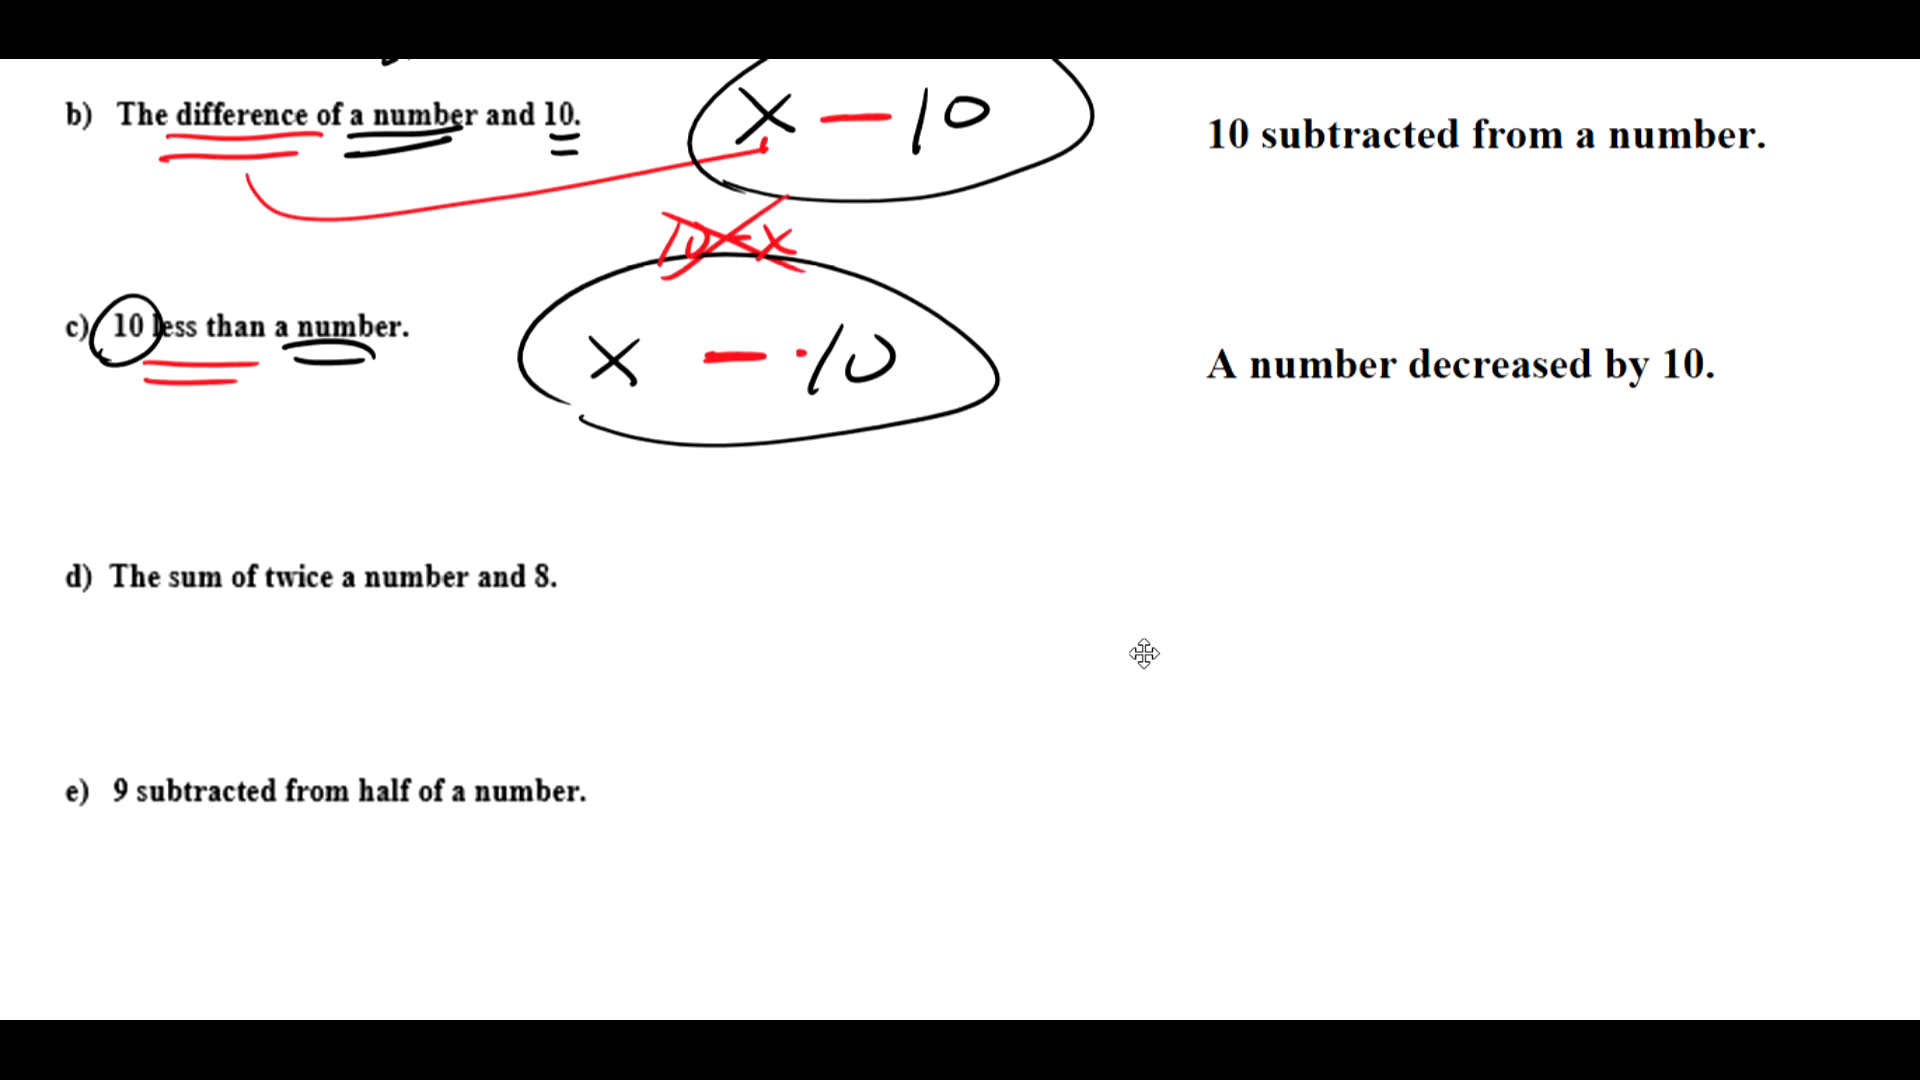 b) The difference of a number and 10.
x - 10
10 subtracted from a number.
10 - x
c) 10 less than a number.
x - 10
A number decreased by 10.
d) The sum of twice a number and 8.
e) 9 subtracted from half of a number.